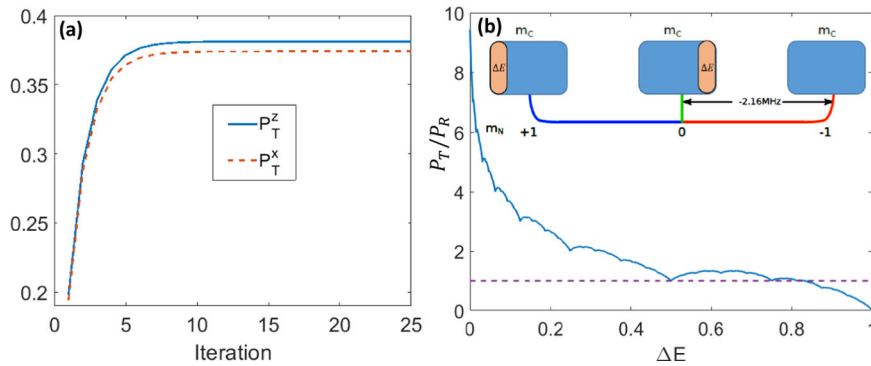 (a)
0.4
0.35
0.3
0.25
0.2
P_T^z
P_T^x
0 5 10 15 20 25
Iteration
(b)
10
8
6
4
2
0
P_T/P_R
m_C m_C m_C
ΔE ΔE
-2.16MHz
m_N +1 0 -1
0 0.2 0.4 0.6 0.8 1
ΔE